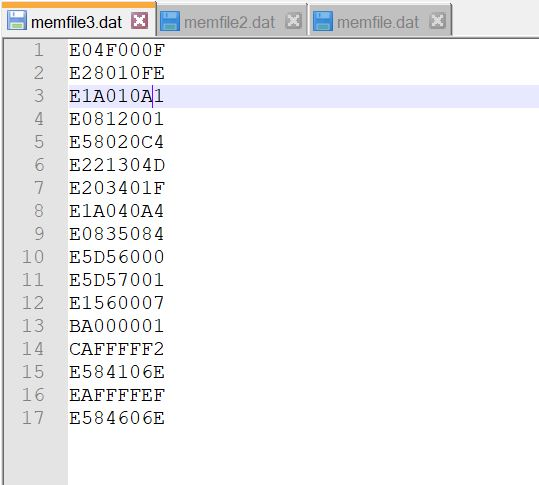 memfile3.dat memfile2.dat memfile.dat
1 E04F000F
2 E28010FE
3 E1A010A1
4 E0812001
5 E58020C4
6 E221304D
7 E203401F
8 E1A040A4
9 E0835084
10 E5D56000
11 E5D57001
12 E1560007
13 BA000001
14 CAFFFFF2
15 E584106E
16 EAFFFFEF
17 E584606E